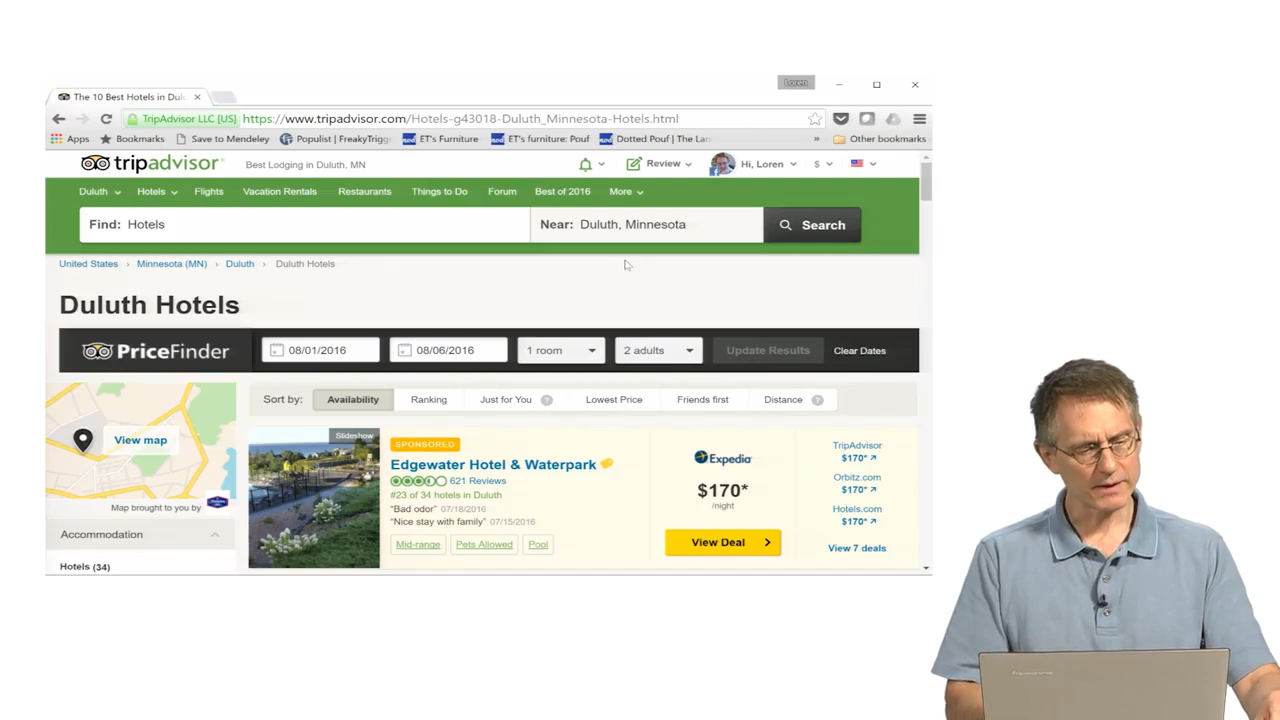 Loren
The 10 Best Hotels in Dul
TripAdvisor LLC [US] https://www.tripadvisor.com/Hotels-g43018-Duluth_Minnesota-Hotels.html
Apps Bookmarks Save to Mendeley Populist | FreakyTrigg ET's Furniture ET's furniture: Pouf Dotted Pouf | The Lan » Other bookmarks
tripadvisor Best Lodging in Duluth, MN Review Hi, Loren $
Duluth Hotels Flights Vacation Rentals Restaurants Things to Do Forum Best of 2016 More
Find: Hotels Near: Duluth, Minnesota Search
United States › Minnesota (MN) › Duluth › Duluth Hotels
Duluth Hotels
PriceFinder 08/01/2016 08/06/2016 1 room 2 adults Update Results Clear Dates
Sort by: Availability Ranking Just for You ? Lowest Price Friends first Distance ?
View map
Map brought to you by
Accommodation
Hotels (34)
Slideshow
SPONSORED
Edgewater Hotel & Waterpark
621 Reviews
#23 of 34 hotels in Duluth
“Bad odor” 07/18/2016
“Nice stay with family” 07/15/2016
Mid-range Pets Allowed Pool
Expedia
$170*
/night
View Deal
TripAdvisor
$170*
Orbitz.com
$170*
Hotels.com
$170*
View 7 deals